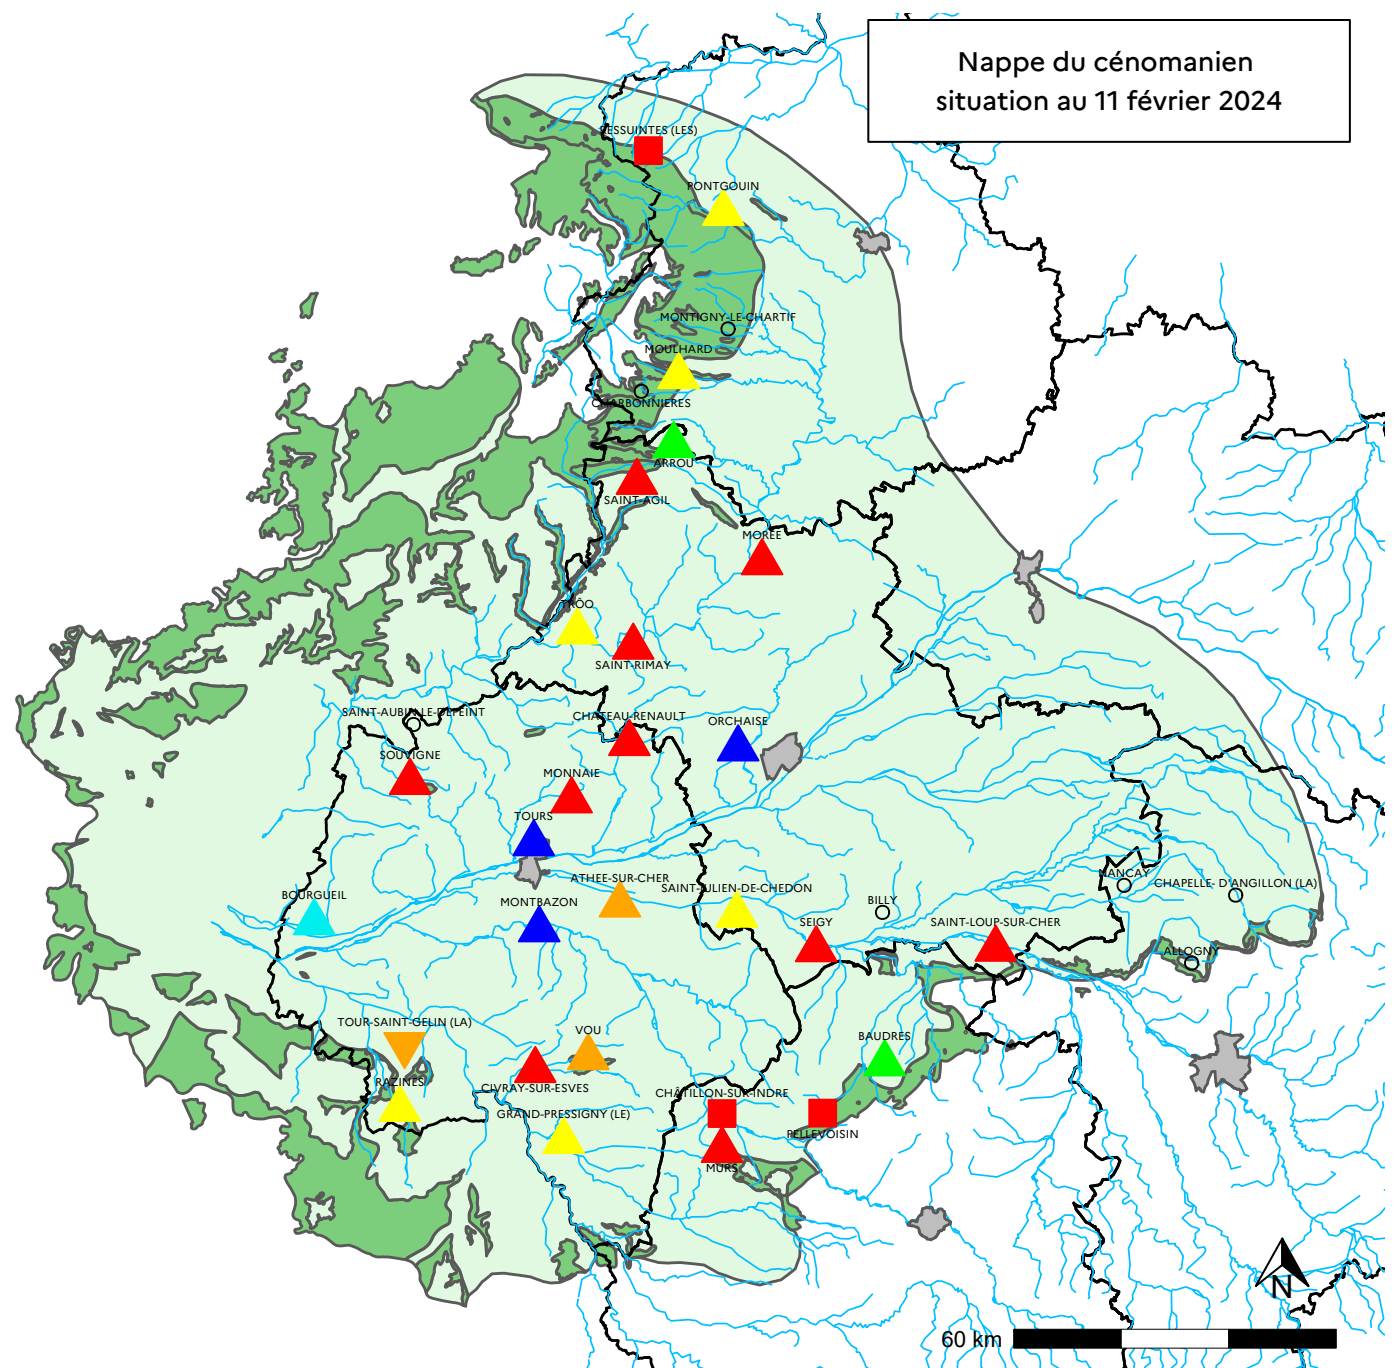 Nappe du cénomanien
situation au 11 février 2024
RESSUINTES (LES)
PONTGOUIN
MONTIGNY-LE-CHARTIF
MOULHARD
CHARBONNIERES
ARROU
SAINT-AGIL
MOREE
TRÔO
SAINT-RIMAY
SAINT-AUBIN-LE-DEPEINT
CHATEAU-RENAULT
ORCHAISE
SOUVIGNE
MONNAIE
TOURS
ATHEE-SUR-CHER
SAINT-JULIEN-DE-CHEDON
NANCAY
CHAPELLE- D'ANGILLON (LA)
BOURGUEIL
MONTBAZON
BILLY
SEIGY
SAINT-LOUP-SUR-CHER
ALLOGNY
TOUR-SAINT-GELIN (LA)
VOU
BAUDRES
RAZINES
CIVRAY-SUR-ESVES
CHÂTILLON-SUR-INDRE
GRAND-PRESSIGNY (LE)
PELLEVOISIN
MURS
N
60 km